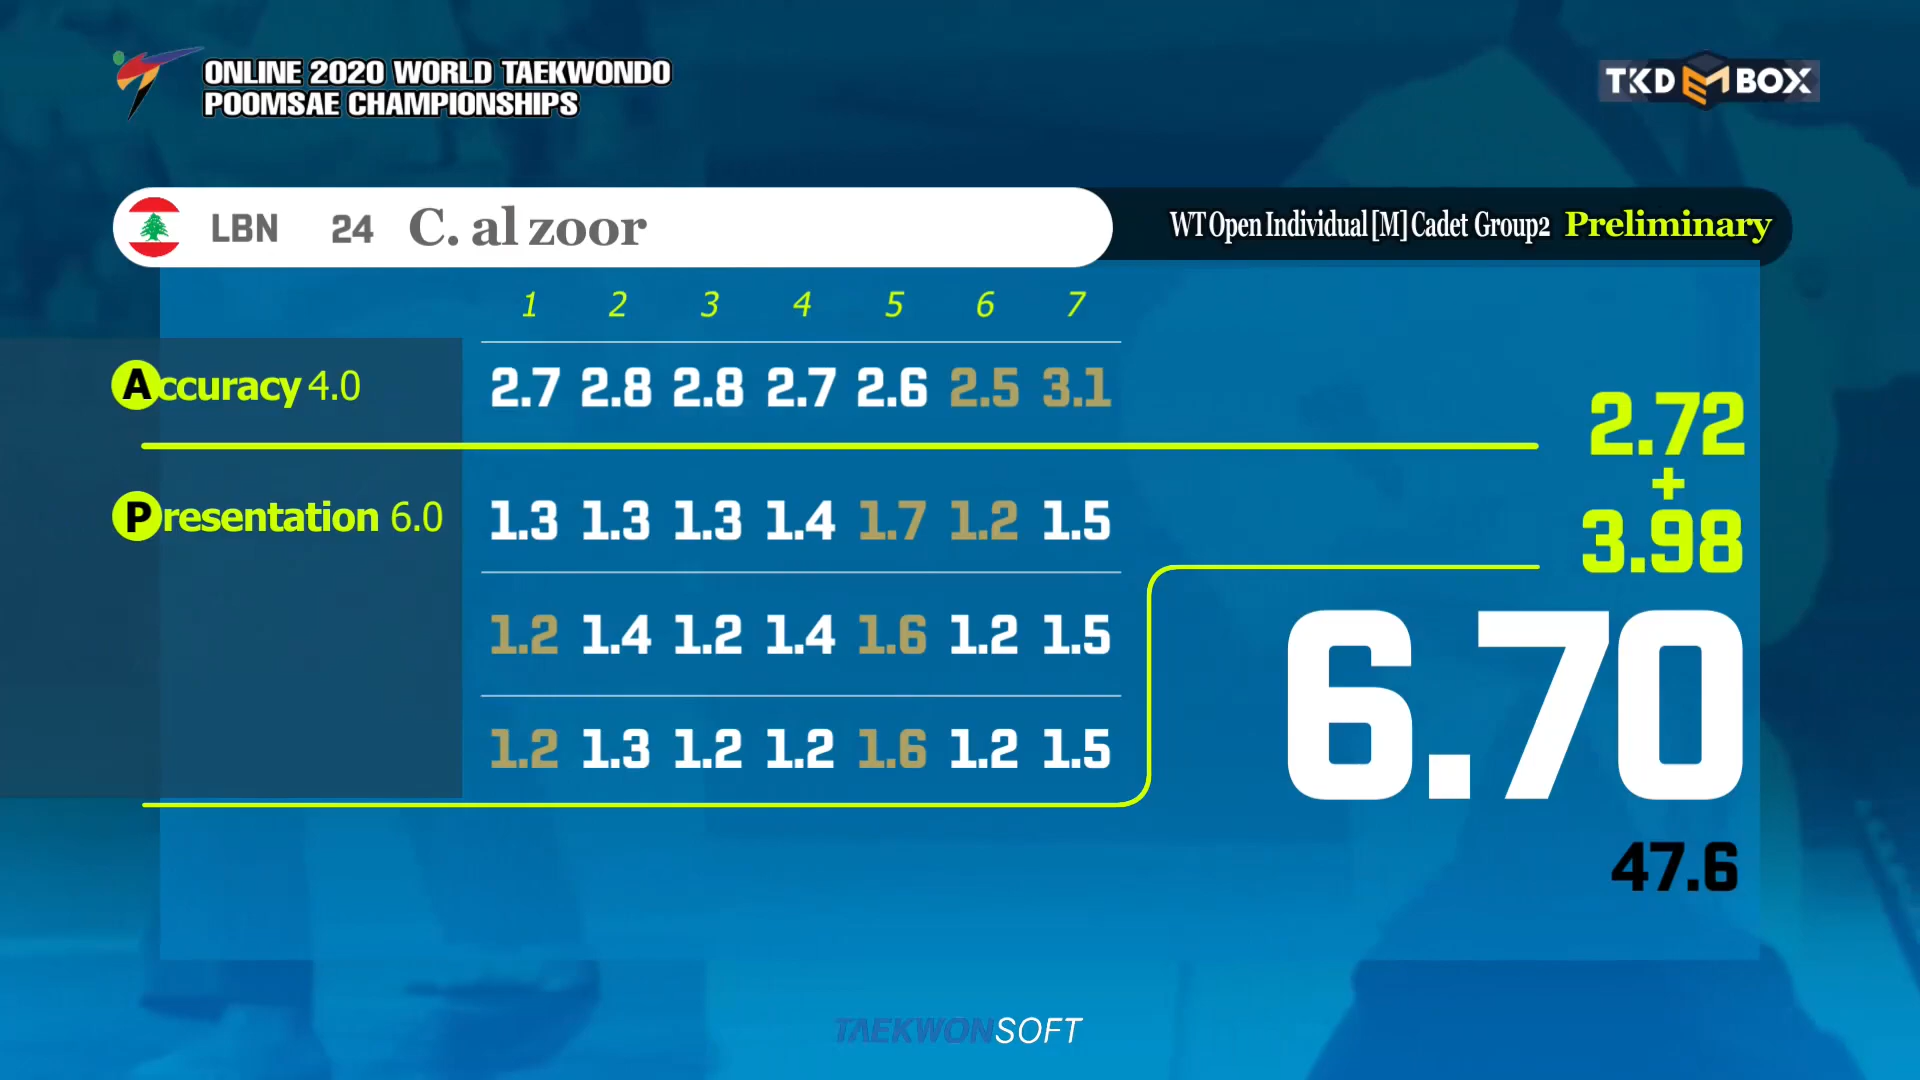 ONLINE 2020 WORLD TAEKWONDO
POOMSAE CHAMPIONSHIPS
TKD BOX
LBN 24 C. al zoor
WT Open Individual [M] Cadet Group2 Preliminary
1 2 3 4 5 6 7
Accuracy 4.0 2.7 2.8 2.8 2.7 2.6 2.5 3.1
2.72
+
Presentation 6.0 1.3 1.3 1.3 1.4 1.7 1.2 1.5
3.98
1.2 1.4 1.2 1.4 1.6 1.2 1.5
1.2 1.3 1.2 1.2 1.6 1.2 1.5
6.70
47.6
TAEKWONSOFT